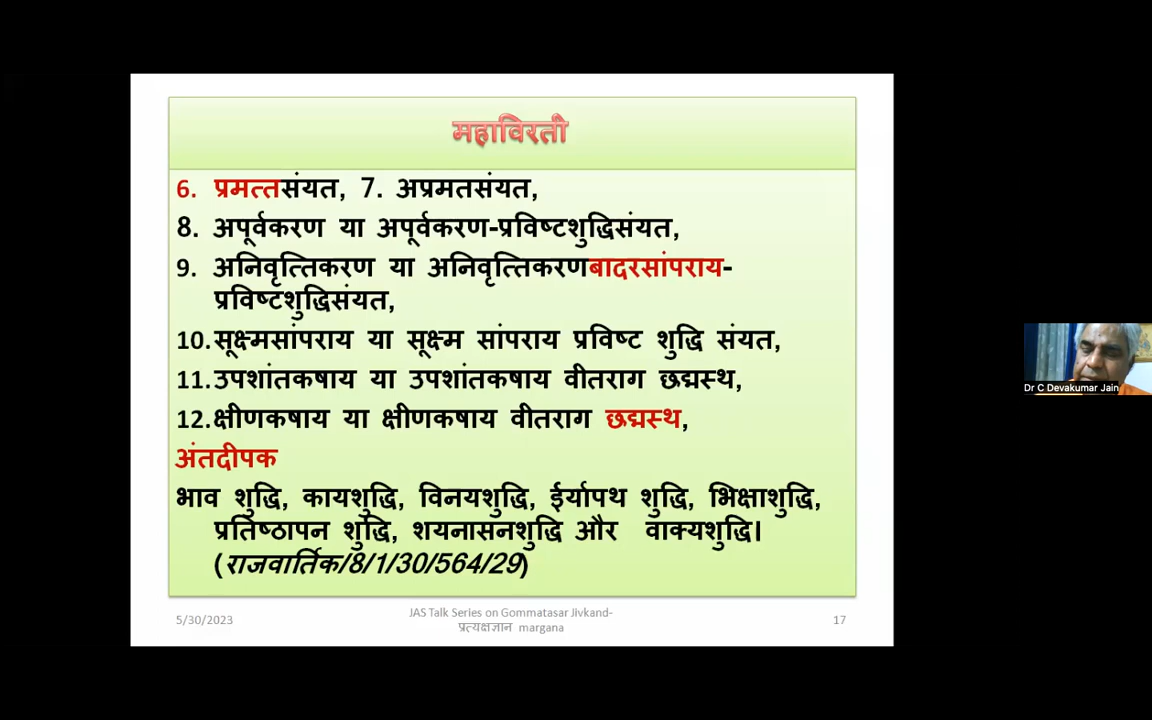 महाविरती
6. प्रमत्तसंयत, 7. अप्रमतसंयत,
8. अपूर्वकरण या अपूर्वकरण-प्रविष्टशुद्धिसंयत,
9. अनिवृत्तिकरण या अनिवृत्तिकरणबादरसांपराय-
प्रविष्टशुद्धिसंयत,
10.सूक्ष्मसांपराय या सूक्ष्म सांपराय प्रविष्ट शुद्धि संयत,
11.उपशांतकषाय या उपशांतकषाय वीतराग छद्मस्थ,
12.क्षीणकषाय या क्षीणकषाय वीतराग छद्मस्थ,
अंतदीपक
भाव शुद्धि, कायशुद्धि, विनयशुद्धि, ईर्यापथ शुद्धि, भिक्षाशुद्धि,
प्रतिष्ठापन शुद्धि, शयनासनशुद्धि और वाक्यशुद्धि।
(राजवार्तिक/8/1/30/564/29)
5/30/2023
JAS Talk Series on Gommatasar Jivkand-
प्रत्यक्षज्ञान margana
17
Dr C Devakumar Jain